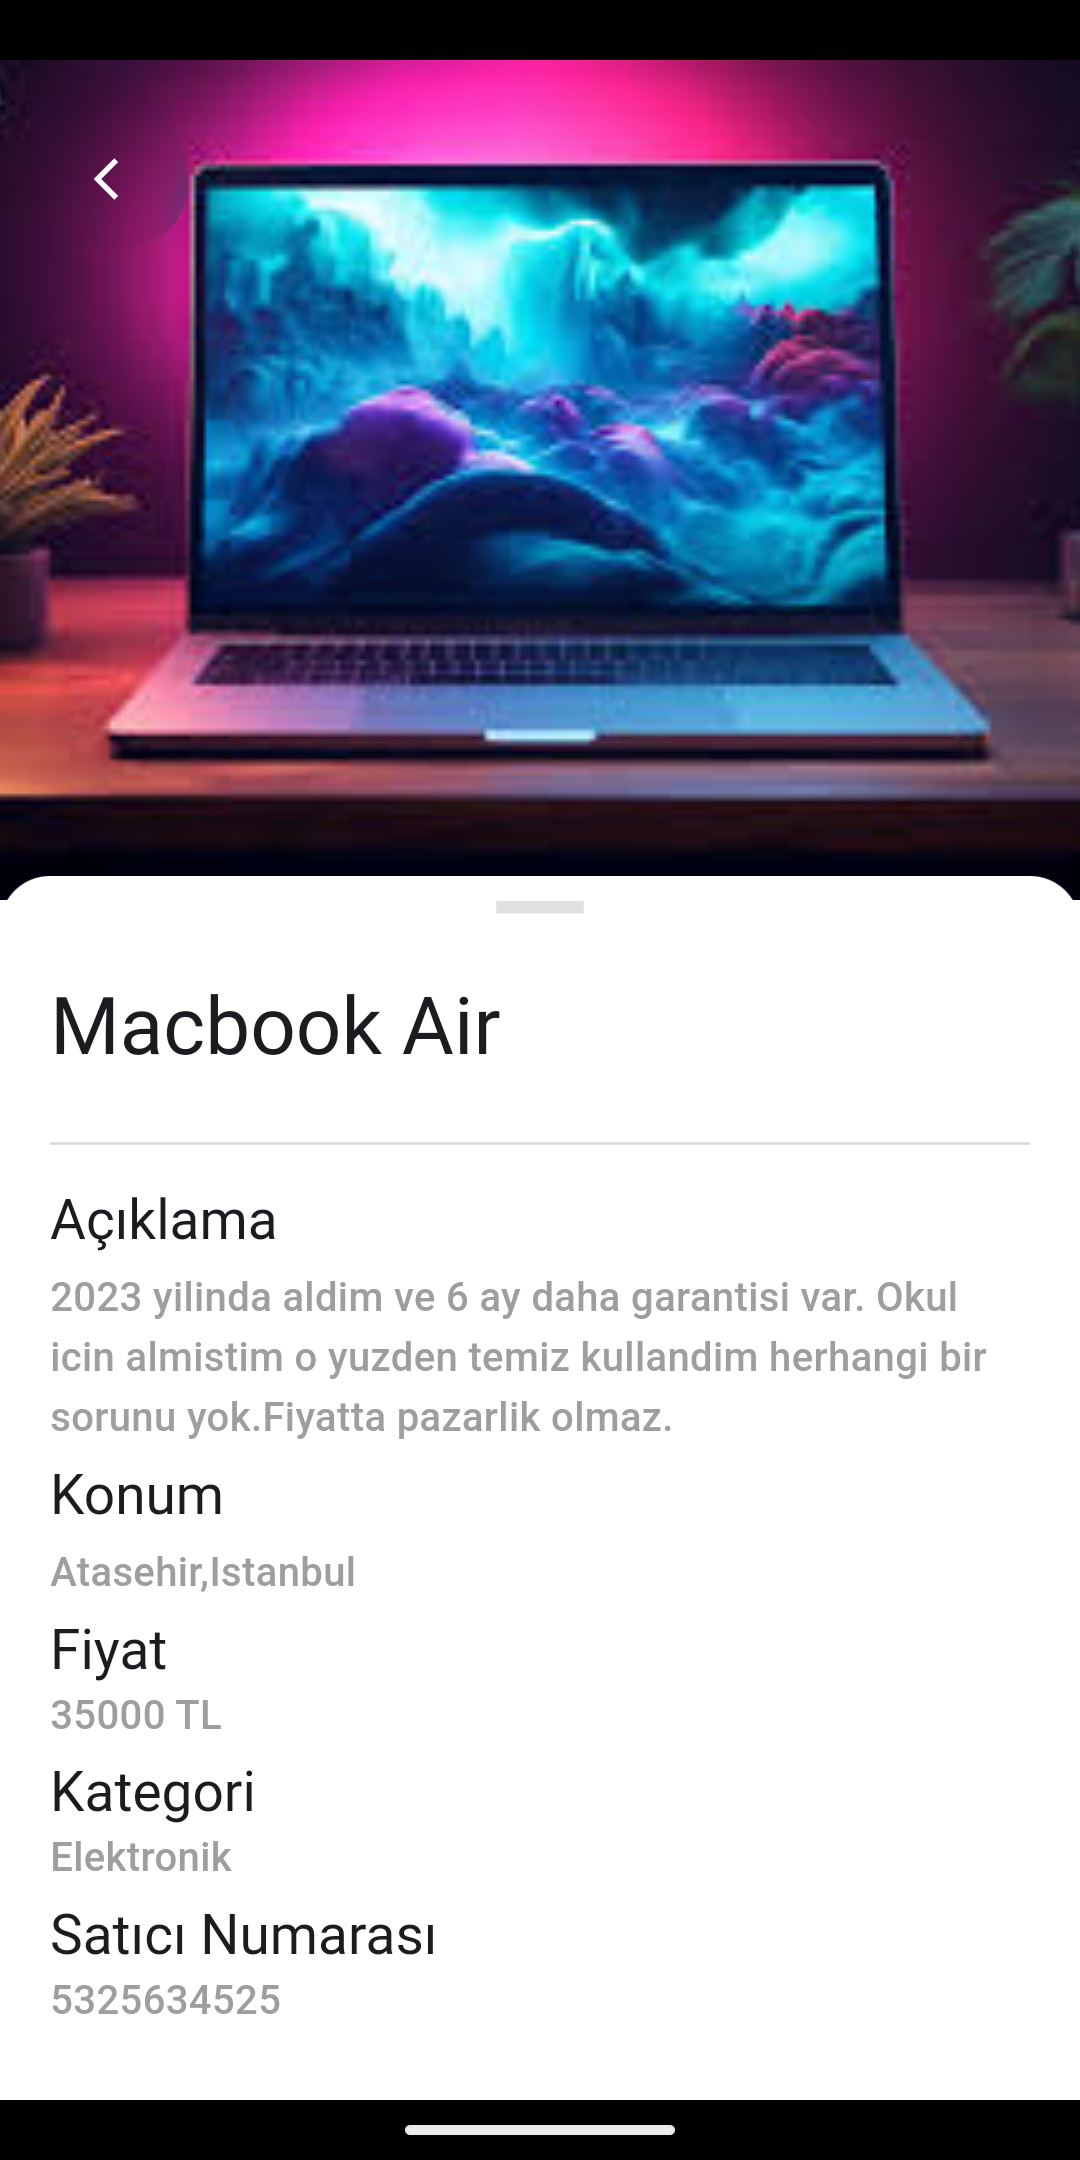 Macbook Air
Açıklama
2023 yilinda aldim ve 6 ay daha garantisi var. Okul
icin almistim o yuzden temiz kullandim herhangi bir
sorunu yok.Fiyatta pazarlik olmaz.
Konum
Atasehir,Istanbul
Fiyat
35000 TL
Kategori
Elektronik
Satıcı Numarası
5325634525